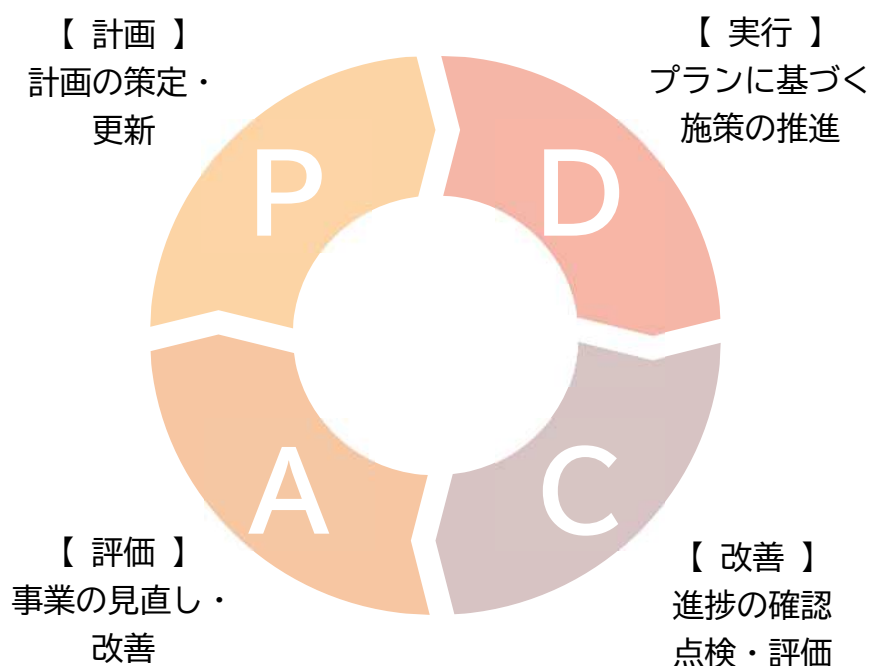 【 計画 】
計画の策定・
更新
【 実行 】
プランに基づく
施策の推進
P
D
A
C
【 評価 】
事業の見直し・
改善
【 改善 】
進捗の確認
点検・評価